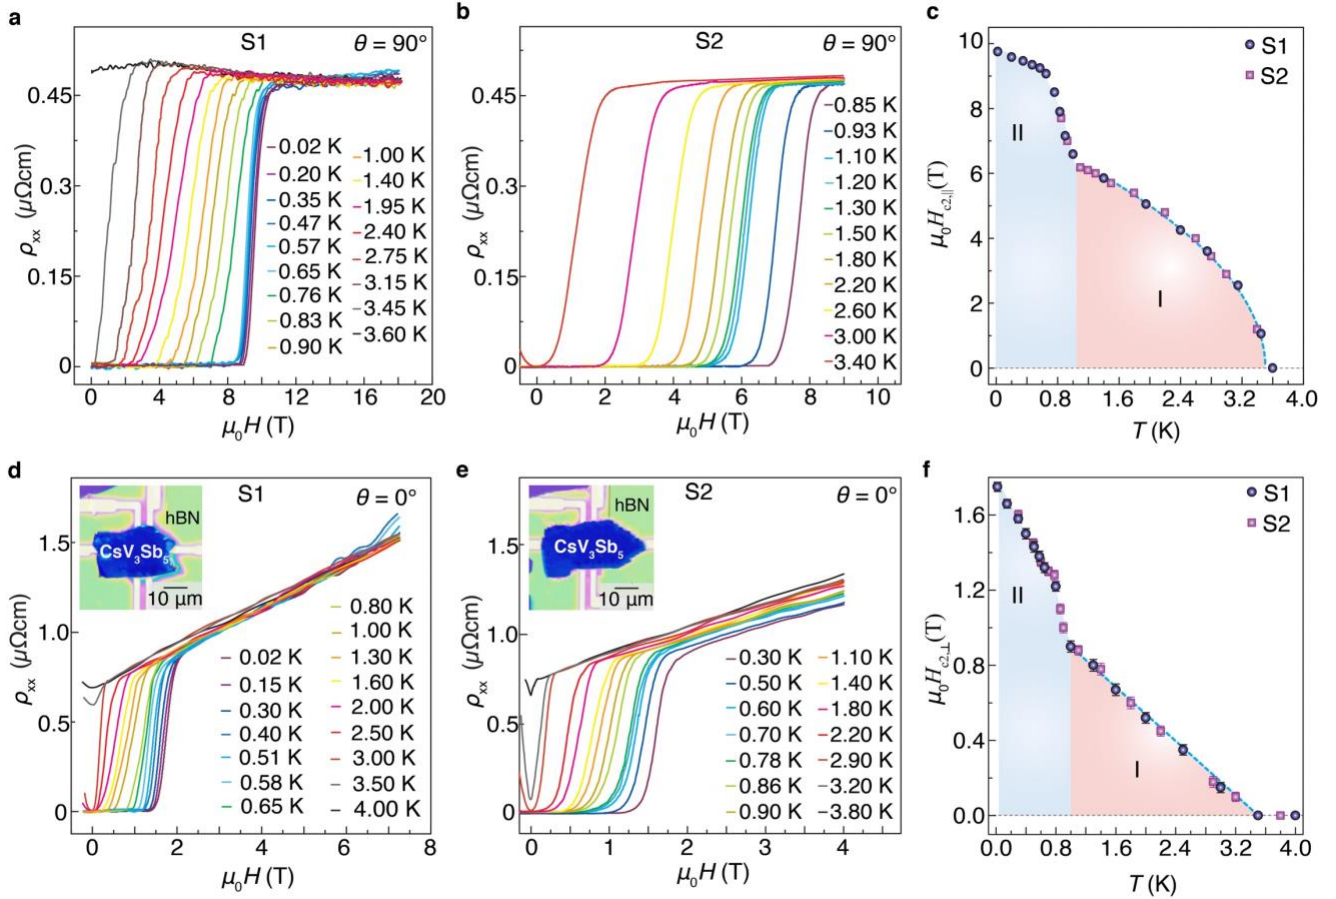 a
S1
θ = 90°
0.45
0.3
0.15
0
ρxx (μΩcm)
0.02 K
0.20 K
0.35 K
0.47 K
0.57 K
0.65 K
0.76 K
0.83 K
0.90 K
1.00 K
1.40 K
1.95 K
2.40 K
2.75 K
3.15 K
3.45 K
3.60 K
0 4 8 12 16 20
μ0H (T)
b
S2
θ = 90°
0.45
0.3
0.15
0
ρxx (μΩcm)
0.85 K
0.93 K
1.10 K
1.20 K
1.30 K
1.50 K
1.80 K
2.20 K
2.60 K
3.00 K
3.40 K
0 2 4 6 8 10
μ0H (T)
c
S1
S2
10
8
6
4
2
0
μ0Hc2,||(T)
II
I
0 0.8 1.6 2.4 3.2 4.0
T (K)
d
S1
θ = 0°
hBN
CsV3Sb5
10 μm
1.5
1.0
0.5
0
ρxx (μΩcm)
0.02 K
0.15 K
0.30 K
0.40 K
0.51 K
0.58 K
0.65 K
0.80 K
1.00 K
1.30 K
1.60 K
2.00 K
2.50 K
3.00 K
3.50 K
4.00 K
0 2 4 6 8
μ0H (T)
e
S2
θ = 0°
hBN
CsV3Sb5
10 μm
1.5
1.0
0.5
0
ρxx (μΩcm)
0.30 K
0.50 K
0.60 K
0.70 K
0.78 K
0.86 K
0.90 K
1.10 K
1.40 K
1.80 K
2.20 K
2.90 K
3.20 K
3.80 K
0 1 2 3 4
μ0H (T)
f
S1
S2
1.6
1.2
0.8
0.4
0.0
μ0Hc2,⊥(T)
II
I
0.0 0.8 1.6 2.4 3.2 4.0
T (K)